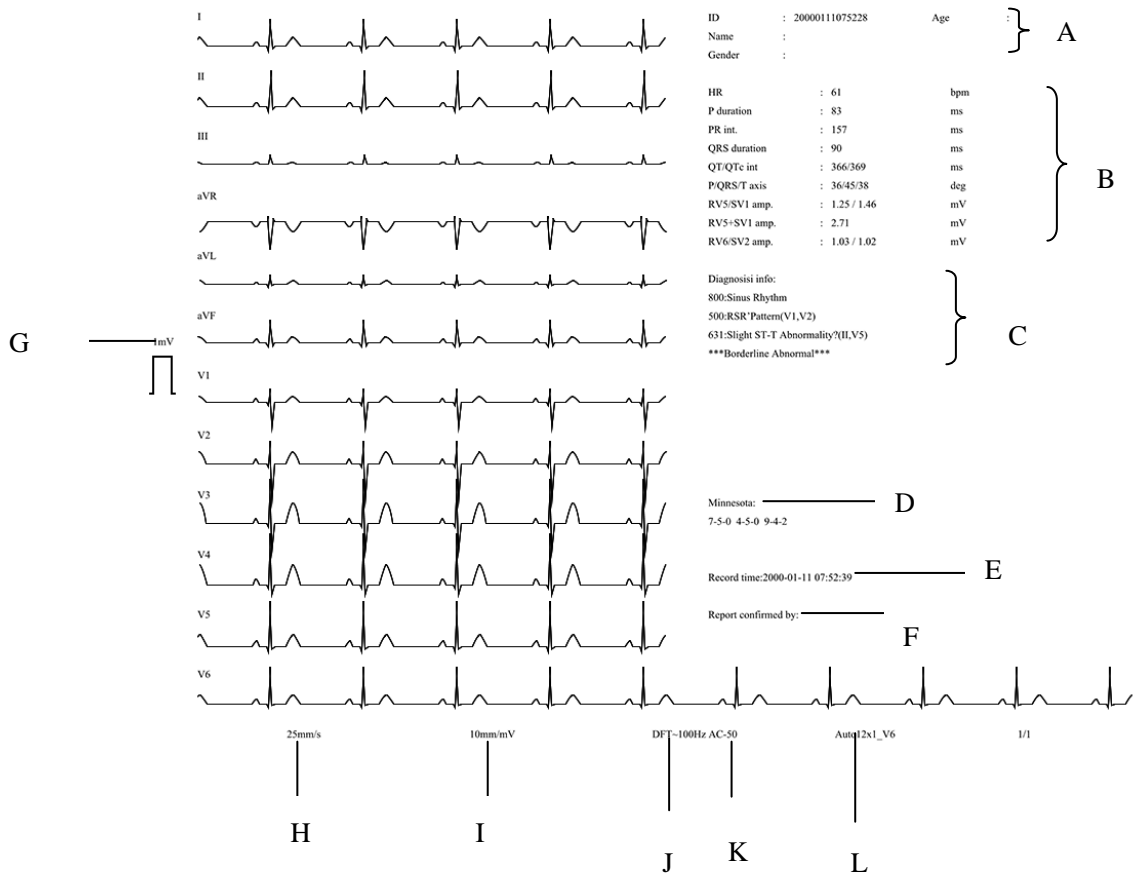 I
ID : 20000111075228 Age :
A
Name :
Gender :
II
HR : 61 bpm
P duration : 83 ms
III
PR int. : 157 ms
QRS duration : 90 ms
QT/QTc int : 366/369 ms
B
aVR
P/QRS/T axis : 36/45/38 deg
RV5/SV1 amp. : 1.25 / 1.46 mV
RV5+SV1 amp. : 2.71 mV
RV6/SV2 amp. : 1.03 / 1.02 mV
aVL
Diagnosisi info:
800:Sinus Rhythm
aVF
500:RSR'Pattern(V1,V2)
631:Slight ST-T Abnormality?(II,V5)
C
G
1mV
***Borderline Abnormal***
V1
V2
V3
Minnesota:
D
7-5-0 4-5-0 9-4-2
V4
Record time:2000-01-11 07:52:39
E
V5
Report confirmed by:
F
V6
25mm/s 10mm/mV DFT~100Hz AC-50 Auto12x1_V6 1/1
H I J K L